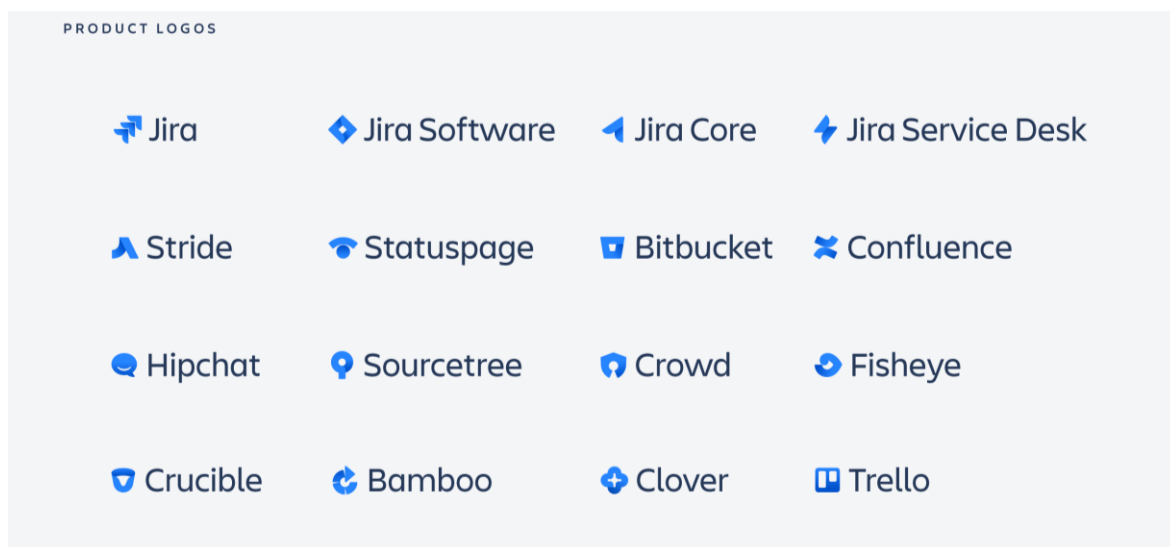 PRODUCT LOGOS
Jira
Jira Software
Jira Core
Jira Service Desk
Stride
Statuspage
Bitbucket
Confluence
Hipchat
Sourcetree
Crowd
Fisheye
Crucible
Bamboo
Clover
Trello